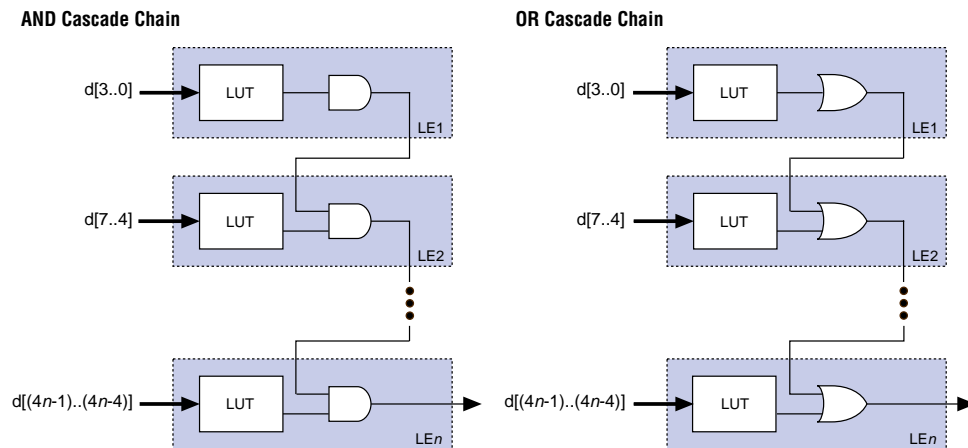 AND Cascade Chain
d[3..0]
LUT
LE1
d[7..4]
LUT
LE2
d[(4n-1)..(4n-4)]
LUT
LEn
OR Cascade Chain
d[3..0]
LUT
LE1
d[7..4]
LUT
LE2
d[(4n-1)..(4n-4)]
LUT
LEn